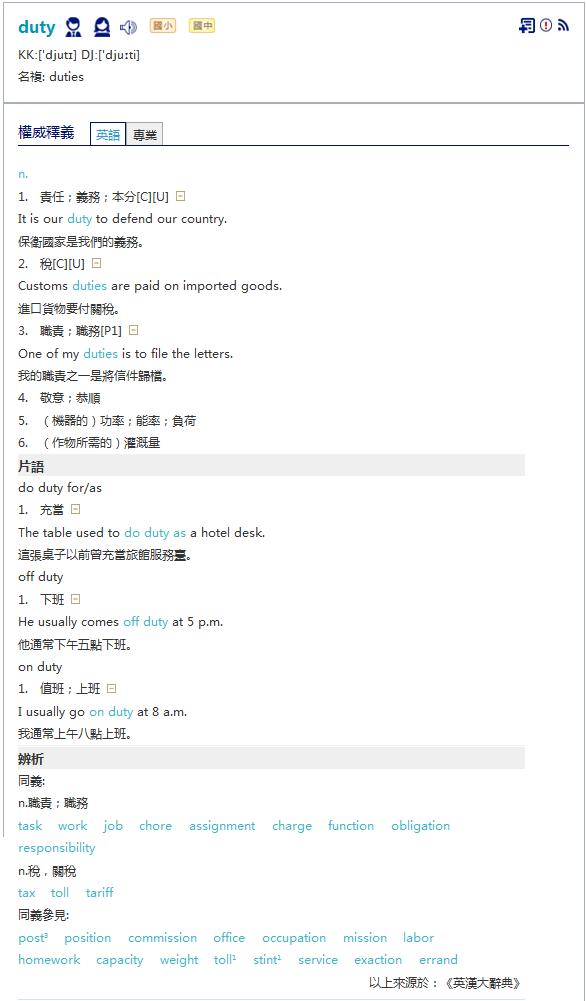 duty 國小 國中
KK:[ˈdjutɪ] DJ:[ˈdjuːti]
名複: duties
權威釋義 英語 專業
n.
1. 責任；義務；本分[C][U]
It is our duty to defend our country.
保衛國家是我們的義務。
2. 稅[C][U]
Customs duties are paid on imported goods.
進口貨物要付關稅。
3. 職責；職務[P1]
One of my duties is to file the letters.
我的職責之一是將信件歸檔。
4. 敬意；恭順
5. （機器的）功率；能率；負荷
6. （作物所需的）灌溉量
片語
do duty for/as
1. 充當
The table used to do duty as a hotel desk.
這張桌子以前曾充當旅館服務臺。
off duty
1. 下班
He usually comes off duty at 5 p.m.
他通常下午五點下班。
on duty
1. 值班；上班
I usually go on duty at 8 a.m.
我通常上午八點上班。
辨析
同義:
n.職責；職務
task work job chore assignment charge function obligation
responsibility
n.稅，關稅
tax toll tariff
同義參見:
post³ position commission office occupation mission labor
homework capacity weight toll¹ stint¹ service exaction errand
以上來源於：《英漢大辭典》